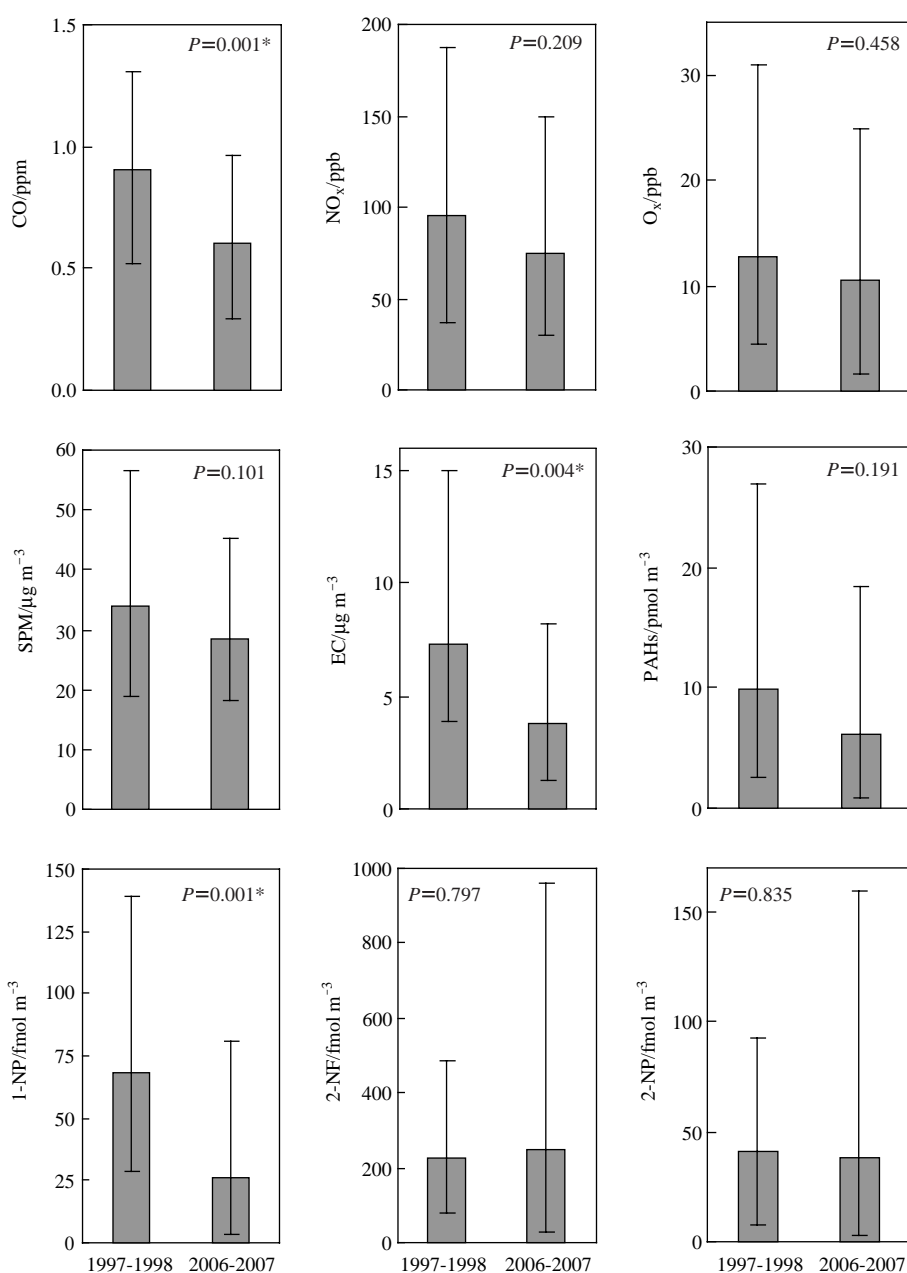 P=0.001*
1.5
1.0
0.5
0.0
CO/ppm
P=0.209
200
150
100
50
0
NOx/ppb
P=0.458
30
20
10
0
Ox/ppb
P=0.101
60
50
40
30
20
10
0
SPM/μg m−3
P=0.004*
15
10
5
0
EC/μg m−3
P=0.191
30
20
10
0
PAHs/pmol m−3
P=0.001*
150
125
100
75
50
25
0
1-NP/fmol m−3
1997-1998 2006-2007
P=0.797
1000
800
600
400
200
0
2-NF/fmol m−3
1997-1998 2006-2007
P=0.835
150
100
50
0
2-NP/fmol m−3
1997-1998 2006-2007